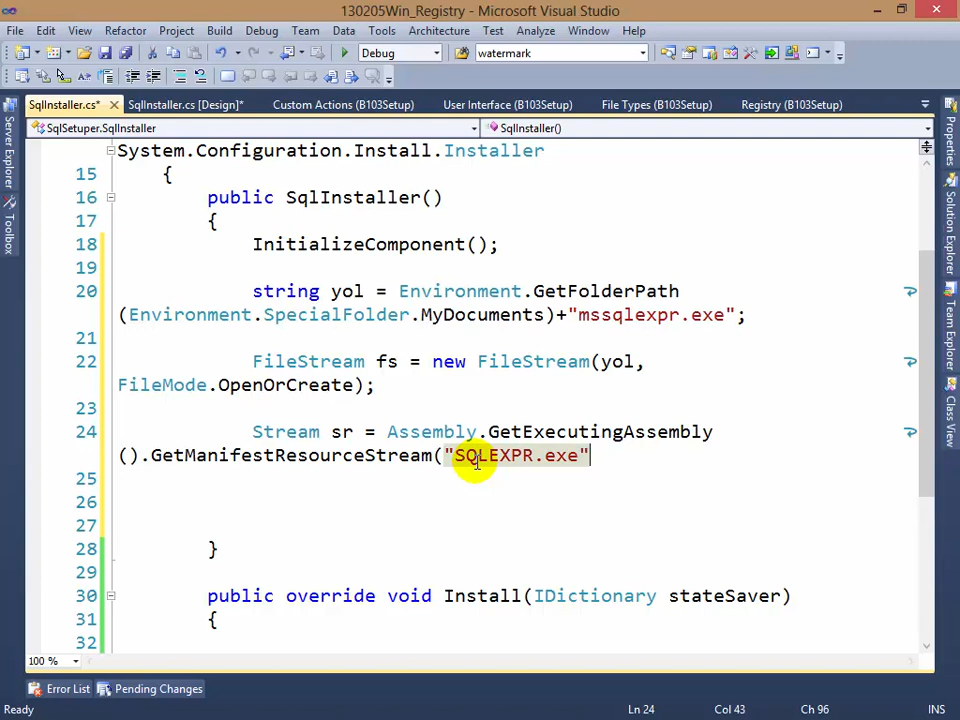 130205Win_Registry - Microsoft Visual Studio
File Edit View Refactor Project Build Debug Team Data Tools Architecture Test Analyze Window Help
Debug watermark
SqlInstaller.cs* SqlInstaller.cs [Design]* Custom Actions (B103Setup) User Interface (B103Setup) File Types (B103Setup) Registry (B103Setup)
SqlSetuper.SqlInstaller SqlInstaller()
System.Configuration.Install.Installer
15 {
16 public SqlInstaller()
17 {
18 InitializeComponent();
19
20 string yol = Environment.GetFolderPath
(Environment.SpecialFolder.MyDocuments)+"mssqlexpr.exe";
21
22 FileStream fs = new FileStream(yol,
FileMode.OpenOrCreate);
23
24 Stream sr = Assembly.GetExecutingAssembly
().GetManifestResourceStream("SQLEXPR.exe"
25
26
27
28 }
29
30 public override void Install(IDictionary stateSaver)
31 {
32
100 %
Server Explorer
Toolbox
Properties
Solution Explorer
Team Explorer
Class View
Error List Pending Changes
Ready Ln 24 Col 43 Ch 96 INS